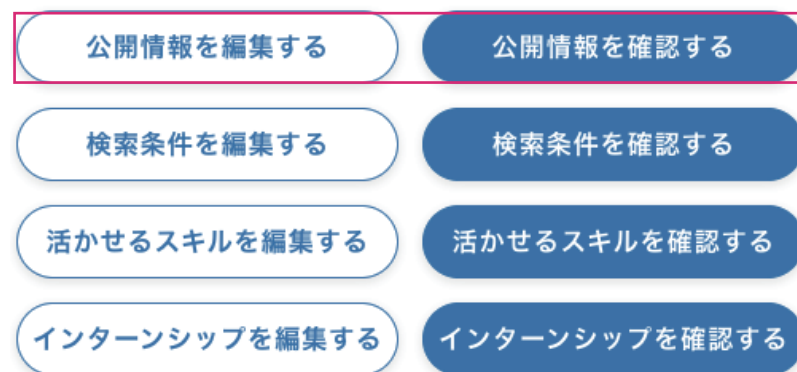 公開情報を編集する
公開情報を確認する
検索条件を編集する
検索条件を確認する
活かせるスキルを編集する
活かせるスキルを確認する
インターンシップを編集する
インターンシップを確認する